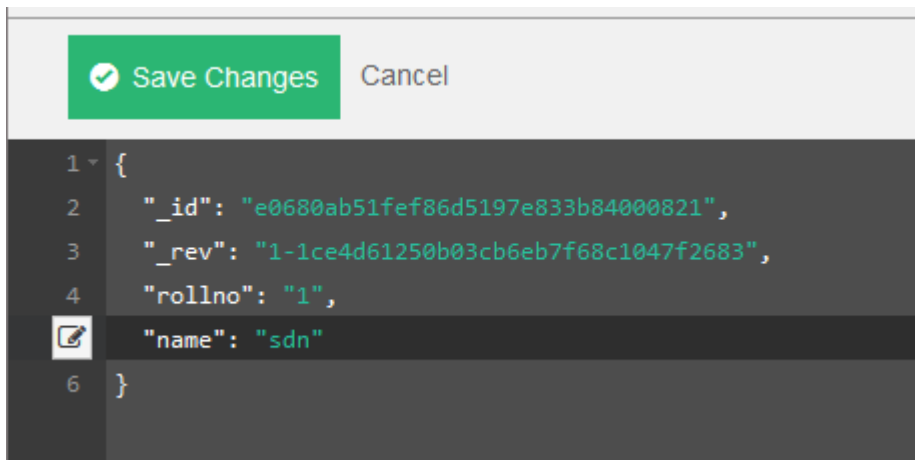 Save Changes Cancel
1 {
2 "_id": "e0680ab51fef86d5197e833b84000821",
3 "_rev": "1-1ce4d61250b03cb6eb7f68c1047f2683",
4 "rollno": "1",
"name": "sdn"
6 }